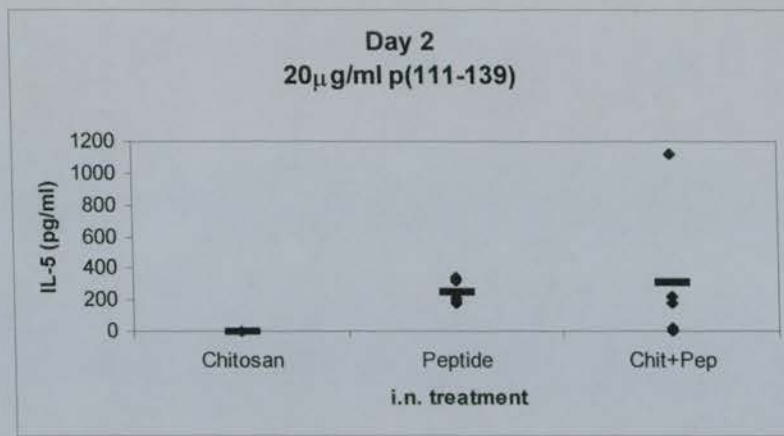 Day 2
20μg/ml p(111-139)
1200
1000
800
600
400
200
0
IL-5 (pg/ml)
Chitosan Peptide Chit+Pep
i.n. treatment